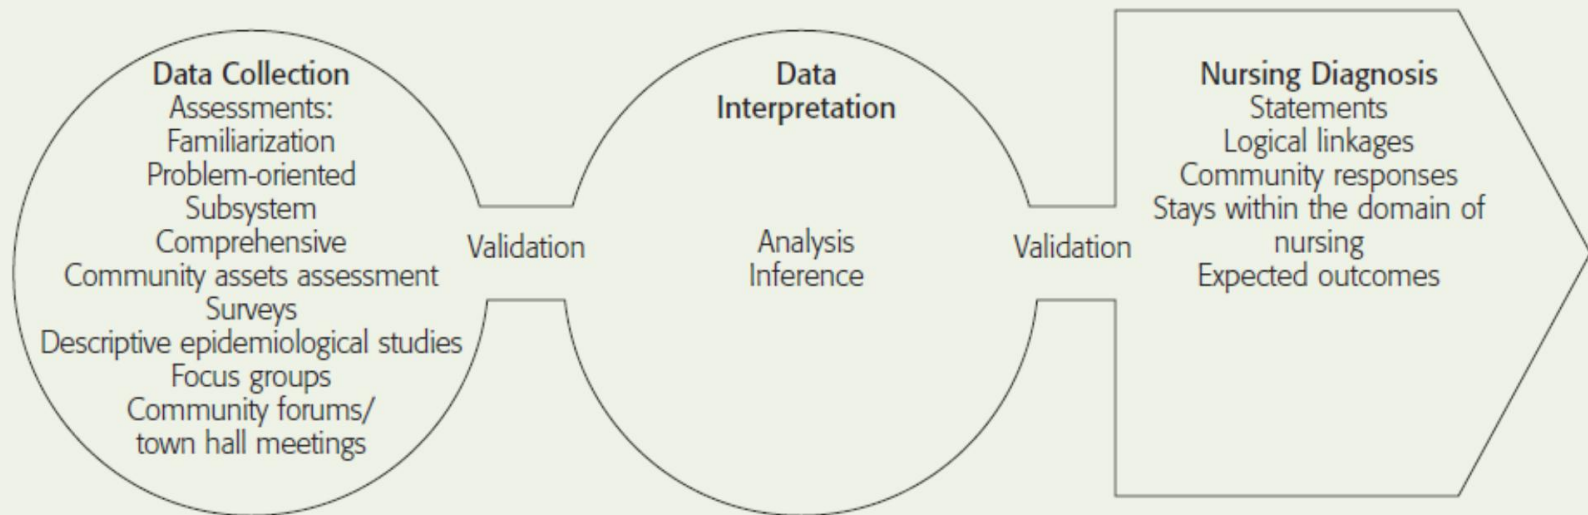 Data Collection
Assessments:
Familiarization
Problem-oriented
Subsystem
Comprehensive
Community assets assessment
Surveys
Descriptive epidemiological studies
Focus groups
Community forums/
town hall meetings
Validation
Data
Interpretation
Analysis
Inference
Validation
Nursing Diagnosis
Statements
Logical linkages
Community responses
Stays within the domain of
nursing
Expected outcomes